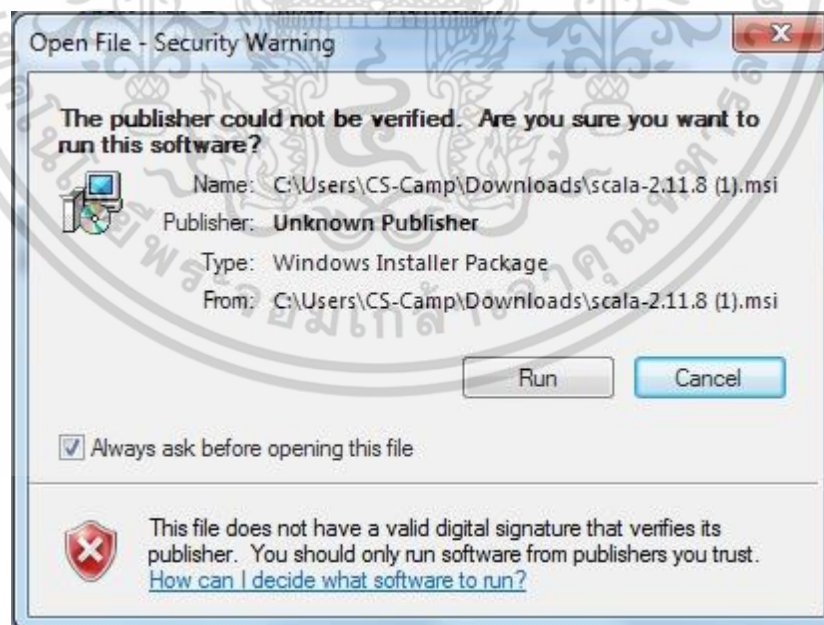 Open File - Security Warning
The publisher could not be verified. Are you sure you want to
run this software?
Name: C:\Users\CS-Camp\Downloads\scala-2.11.8 (1).msi
Publisher: Unknown Publisher
Type: Windows Installer Package
From: C:\Users\CS-Camp\Downloads\scala-2.11.8 (1).msi
Run Cancel
Always ask before opening this file
This file does not have a valid digital signature that verifies its
publisher. You should only run software from publishers you trust.
How can I decide what software to run?